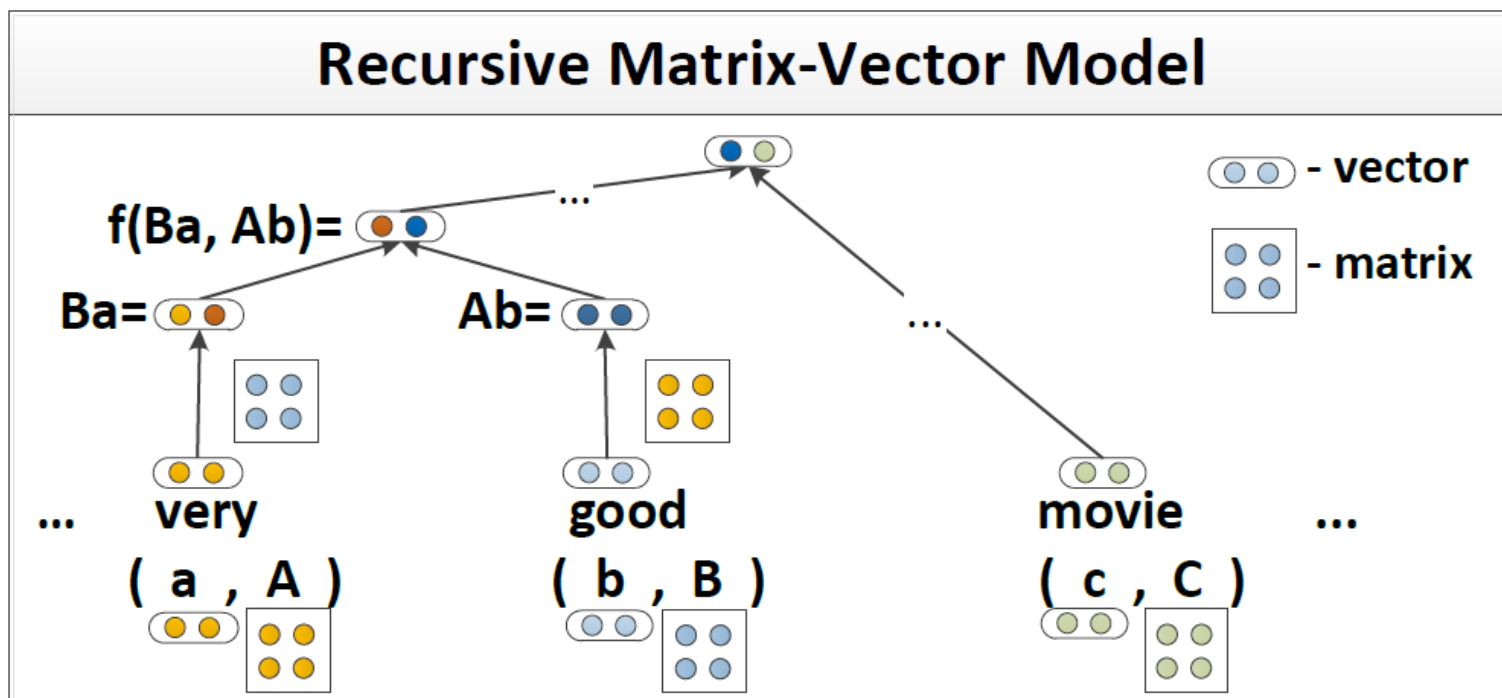 Recursive Matrix-Vector Model
- vector
...
f(Ba, Ab)=
- matrix
Ba=
Ab=
...
... very good movie ...
( a , A ) ( b , B ) ( c , C )